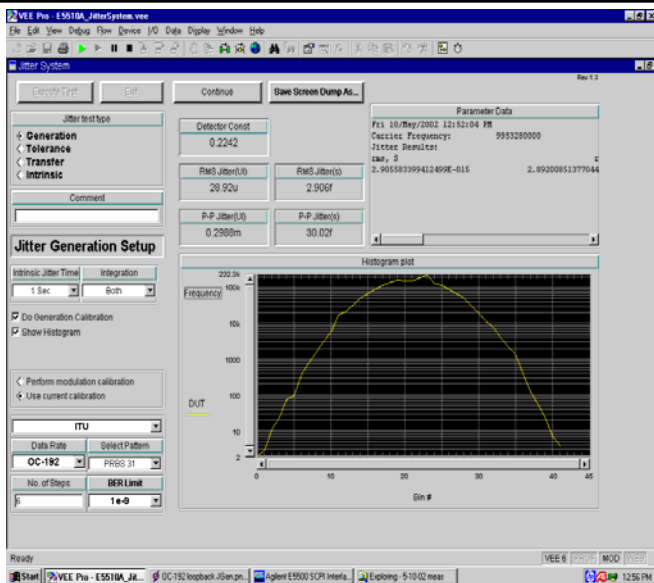 VEE Pro - E5510A_JitterSystem.vee
File Edit View Debug Flow Device I/O Data Display Window Help
Jitter System
Rev 1.3
Execute Test Exit Continue Save Screen Dump As...
Jitter test type
Generation
Tolerance
Transfer
Intrinsic
Comment
Jitter Generation Setup
Intrinsic Jitter Time Integration
1 Sec Both
Do Generation Calibration
Show Histogram
Perform modulation calibration
Use current calibration
ITU
Data Rate Select Pattern
OC-192 PRBS 31
No. of Steps BER Limit
6 1e-9
Detector Const
0.2242
RMS Jitter(UI) RMS Jitter(s)
28.92u 2.906f
P-P Jitter(UI) P-P Jitter(s)
0.2988m 30.02f
Parameter Data
Fri 10/May/2002 12:52:04 PM
Carrier Frequency: 9953280000
Jitter Results:
rms, S r
2.905583399412499E-015 2.89200851377044
Histogram plot
Frequency
232.3k
100k
10k
1000
100
10
2
DUT
0 10 20 30 40 45
Bin #
Ready VEE 6 PROF MOD WEB
Start VEE Pro - E5510A_Jit... OC-192 loopback JGen.pn... Agilent E5500 SCPI Interfa... Exploring - 5-10-02 meas 12:56 PM